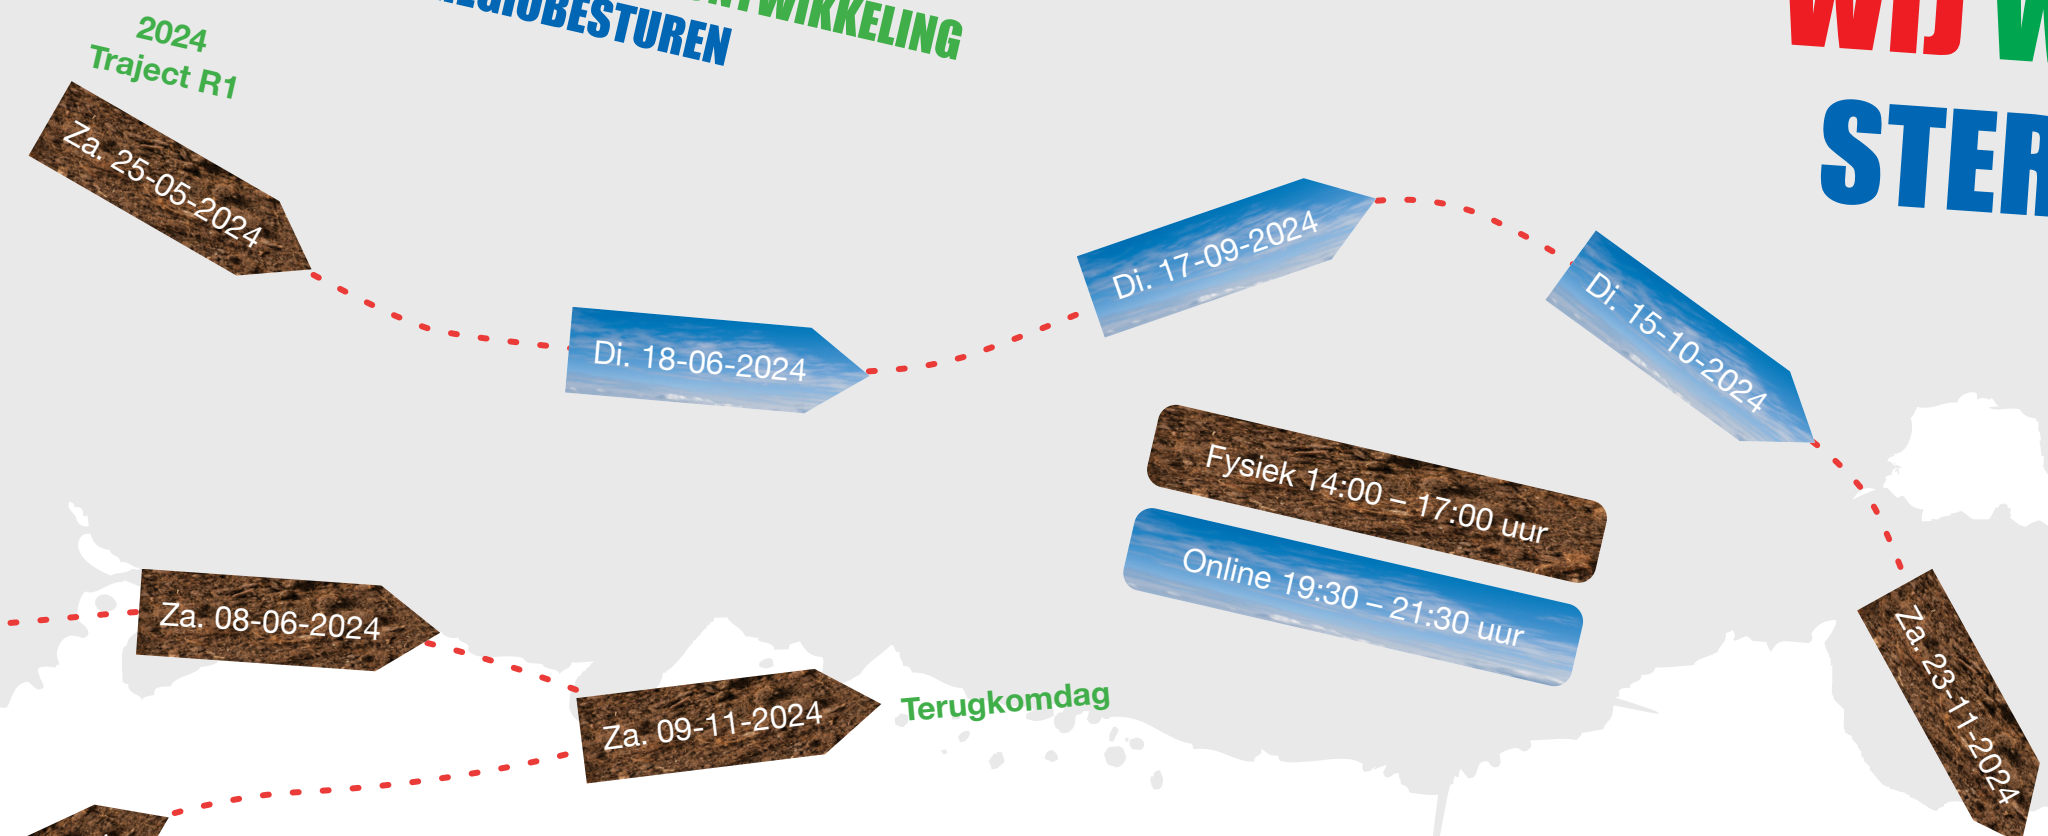 2024
Traject R1
REGIOBESTUREN
ONTWIKKELING
WIJ
STER
Za. 25-05-2024
Di. 18-06-2024
Di. 17-09-2024
Di. 15-10-2024
Fysiek 14:00 – 17:00 uur
Online 19:30 – 21:30 uur
Za. 08-06-2024
Za. 09-11-2024
Terugkomdag
Za. 23-11-2024